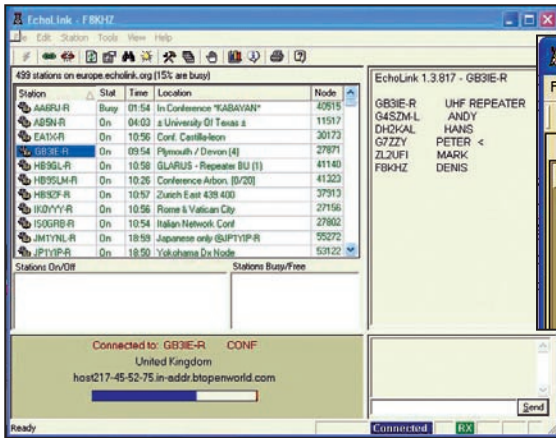 EchoLink - F8KHZ
File Edit Station Tools View Help
499 stations on europe.echolink.org (15% are busy)
Station Stat Time Location Node
AA6RJ-R Busy 01:54 In Conference *KABAYAN* 40515
AB5N-R On 04:03 ± University Of Texas ± 11517
EA1IX-R On 10:56 Conf. Castilla-leon 30173
GB3IE-R On 09:54 Plymouth / Devon (4) 27871
HB9GL-R On 10:58 GLARUS - Repeater BU (1) 41140
HB9SLM-R On 10:26 Conference Arbon, [0/20] 41323
HB9ZF-R On 10:57 Zurich East 439.400 37913
IK0YYY-R On 10:56 Rome & Vatican City 27156
IS0GRB-R On 10:54 Italian Network Conf 27802
JM1YNL-R On 18:59 Japanese only @JP1YIP-R 55272
JP1YIP-R On 18:50 Yokohama Dx Node 53122
Stations On/Off Stations Busy/Free
Connected to: GB3IE-R CONF
United Kingdom
host217-45-52-75.in-addr.btopenworld.com
EchoLink 1.3.817 - GB3IE-R
GB3IE-R UHF REPEATER
G4SZM-L ANDY
DH2KAL HANS
G7ZZY PETER <
ZL2UFI MARK
F8KHZ DENIS
Send
Ready Connected RX